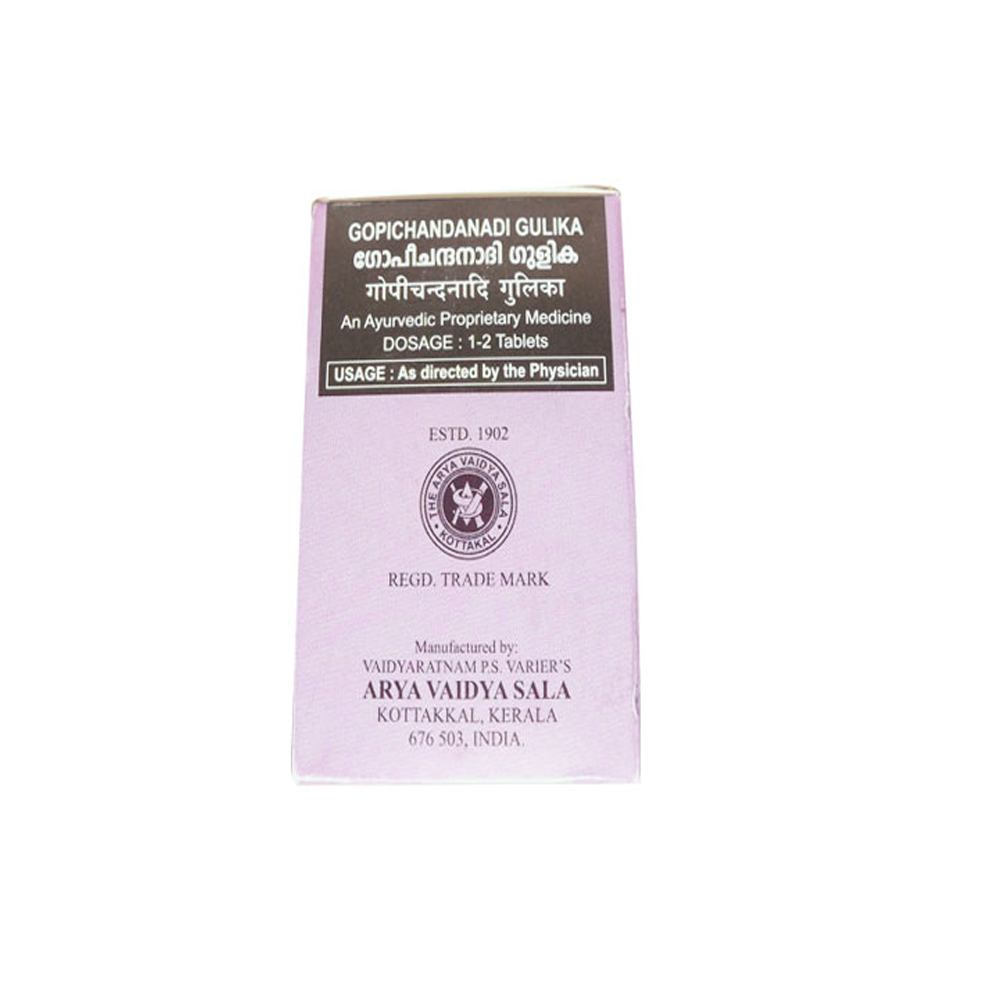 GOPICHANDANADI GULIKA
ഗോപീചന്ദനാദി ഗുളിക
गोपीचन्दनादि गुलिका
An Ayurvedic Proprietary Medicine
DOSAGE : 1-2 Tablets
USAGE : As directed by the Physician
ESTD. 1902
THE ARYA VAIDYA SALA
• KOTTAKAL •
REGD. TRADE MARK
Manufactured by:
VAIDYARATNAM P.S. VARIER'S
ARYA VAIDYA SALA
KOTTAKKAL, KERALA
676 503, INDIA.